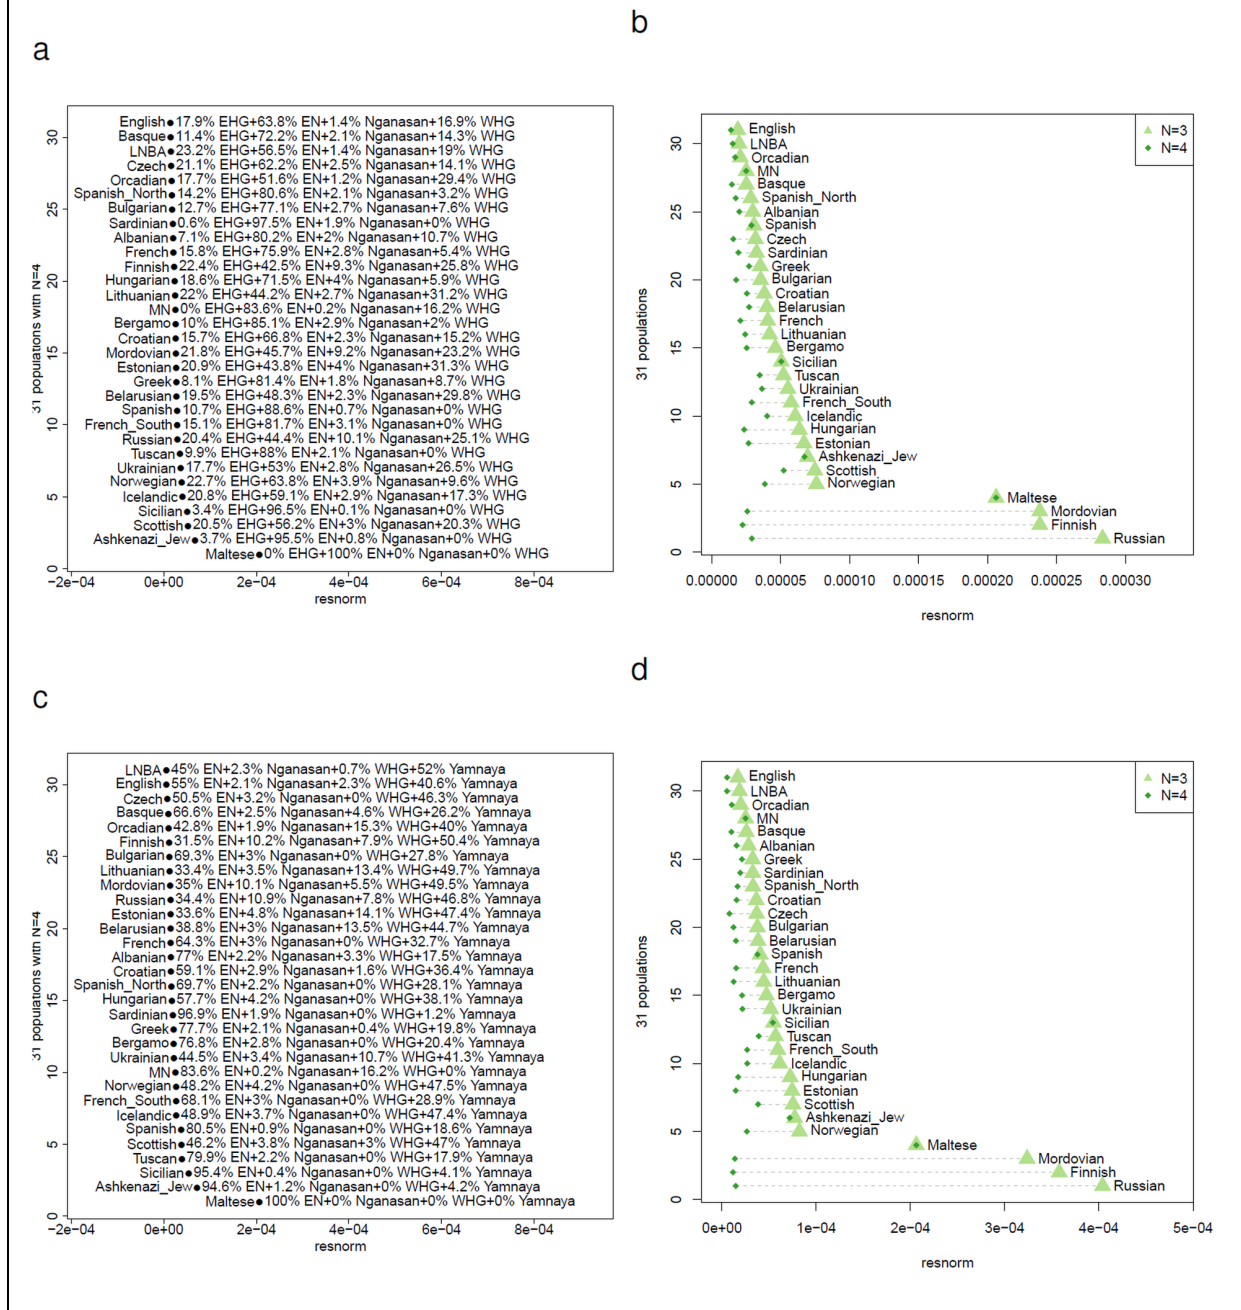 a
31 populations with N=4
30
25
20
15
10
5
0
English 17.9% EHG+63.8% EN+1.4% Nganasan+16.9% WHG
Basque 11.4% EHG+72.2% EN+2.1% Nganasan+14.3% WHG
LNBA 23.2% EHG+56.5% EN+1.4% Nganasan+19% WHG
Czech 21.1% EHG+62.2% EN+2.5% Nganasan+14.1% WHG
Orcadian 17.7% EHG+51.6% EN+1.2% Nganasan+29.4% WHG
Spanish_North 14.2% EHG+80.6% EN+2.1% Nganasan+3.2% WHG
Bulgarian 12.7% EHG+77.1% EN+2.7% Nganasan+7.6% WHG
Sardinian 0.6% EHG+97.5% EN+1.9% Nganasan+0% WHG
Albanian 7.1% EHG+80.2% EN+2% Nganasan+10.7% WHG
French 15.8% EHG+75.9% EN+2.8% Nganasan+5.4% WHG
Finnish 22.4% EHG+42.5% EN+9.3% Nganasan+25.8% WHG
Hungarian 18.6% EHG+71.5% EN+4% Nganasan+5.9% WHG
Lithuanian 22% EHG+44.2% EN+2.7% Nganasan+31.2% WHG
MN 0% EHG+83.6% EN+0.2% Nganasan+16.2% WHG
Bergamo 10% EHG+85.1% EN+2.9% Nganasan+2% WHG
Croatian 15.7% EHG+66.8% EN+2.3% Nganasan+15.2% WHG
Mordovian 21.8% EHG+45.7% EN+9.2% Nganasan+23.2% WHG
Estonian 20.9% EHG+43.8% EN+4% Nganasan+31.3% WHG
Greek 8.1% EHG+81.4% EN+1.8% Nganasan+8.7% WHG
Belarusian 19.5% EHG+48.3% EN+2.3% Nganasan+29.8% WHG
Spanish 10.7% EHG+88.6% EN+0.7% Nganasan+0% WHG
French_South 15.1% EHG+81.7% EN+3.1% Nganasan+0% WHG
Russian 20.4% EHG+44.4% EN+10.1% Nganasan+25.1% WHG
Tuscan 9.9% EHG+88% EN+2.1% Nganasan+0% WHG
Ukrainian 17.7% EHG+53% EN+2.8% Nganasan+26.5% WHG
Norwegian 22.7% EHG+63.8% EN+3.9% Nganasan+9.6% WHG
Icelandic 20.8% EHG+59.1% EN+2.9% Nganasan+17.3% WHG
Sicilian 3.4% EHG+96.5% EN+0.1% Nganasan+0% WHG
Scottish 20.5% EHG+56.2% EN+3% Nganasan+20.3% WHG
Ashkenazi_Jew 3.7% EHG+95.5% EN+0.8% Nganasan+0% WHG
Maltese 0% EHG+100% EN+0% Nganasan+0% WHG
−2e−04 0e+00 2e−04 4e−04 6e−04 8e−04
resnorm
b
31 populations
30
25
20
15
10
5
0
N=3
N=4
English
LNBA
Orcadian
MN
Basque
Spanish_North
Albanian
Spanish
Czech
Sardinian
Greek
Bulgarian
Croatian
Belarusian
French
Lithuanian
Bergamo
Sicilian
Tuscan
Ukrainian
French_South
Icelandic
Hungarian
Estonian
Ashkenazi_Jew
Scottish
Norwegian
Maltese
Mordovian
Finnish
Russian
0.00000 0.00005 0.00010 0.00015 0.00020 0.00025 0.00030
resnorm
c
31 populations with N=4
30
25
20
15
10
5
0
LNBA 45% EN+2.3% Nganasan+0.7% WHG+52% Yamnaya
English 55% EN+2.1% Nganasan+2.3% WHG+40.6% Yamnaya
Czech 50.5% EN+3.2% Nganasan+0% WHG+46.3% Yamnaya
Basque 66.6% EN+2.5% Nganasan+4.6% WHG+26.2% Yamnaya
Orcadian 42.8% EN+1.9% Nganasan+15.3% WHG+40% Yamnaya
Finnish 31.5% EN+10.2% Nganasan+7.9% WHG+50.4% Yamnaya
Bulgarian 69.3% EN+3% Nganasan+0% WHG+27.8% Yamnaya
Lithuanian 33.4% EN+3.5% Nganasan+13.4% WHG+49.7% Yamnaya
Mordovian 35% EN+10.1% Nganasan+5.5% WHG+49.5% Yamnaya
Russian 34.4% EN+10.9% Nganasan+7.8% WHG+46.8% Yamnaya
Estonian 33.6% EN+4.8% Nganasan+14.1% WHG+47.4% Yamnaya
Belarusian 38.8% EN+3% Nganasan+13.5% WHG+44.7% Yamnaya
French 64.3% EN+3% Nganasan+0% WHG+32.7% Yamnaya
Albanian 77% EN+2.2% Nganasan+3.3% WHG+17.5% Yamnaya
Croatian 59.1% EN+2.9% Nganasan+1.6% WHG+36.4% Yamnaya
Spanish_North 69.7% EN+2.2% Nganasan+0% WHG+28.1% Yamnaya
Hungarian 57.7% EN+4.2% Nganasan+0% WHG+38.1% Yamnaya
Sardinian 96.9% EN+1.9% Nganasan+0% WHG+1.2% Yamnaya
Greek 77.7% EN+2.1% Nganasan+0.4% WHG+19.8% Yamnaya
Bergamo 76.8% EN+2.8% Nganasan+0% WHG+20.4% Yamnaya
Ukrainian 44.5% EN+3.4% Nganasan+10.7% WHG+41.3% Yamnaya
MN 83.6% EN+0.2% Nganasan+16.2% WHG+0% Yamnaya
Norwegian 48.2% EN+4.2% Nganasan+0% WHG+47.5% Yamnaya
French_South 68.1% EN+3% Nganasan+0% WHG+28.9% Yamnaya
Icelandic 48.9% EN+3.7% Nganasan+0% WHG+47.4% Yamnaya
Spanish 80.5% EN+0.9% Nganasan+0% WHG+18.6% Yamnaya
Scottish 46.2% EN+3.8% Nganasan+3% WHG+47% Yamnaya
Tuscan 79.9% EN+2.2% Nganasan+0% WHG+17.9% Yamnaya
Sicilian 95.4% EN+0.4% Nganasan+0% WHG+4.1% Yamnaya
Ashkenazi_Jew 94.6% EN+1.2% Nganasan+0% WHG+4.2% Yamnaya
Maltese 100% EN+0% Nganasan+0% WHG+0% Yamnaya
−2e−04 0e+00 2e−04 4e−04 6e−04 8e−04
resnorm
d
31 populations
30
25
20
15
10
5
0
N=3
N=4
English
LNBA
Orcadian
MN
Basque
Albanian
Greek
Sardinian
Spanish_North
Croatian
Czech
Bulgarian
Belarusian
Spanish
French
Lithuanian
Bergamo
Ukrainian
Sicilian
Tuscan
French_South
Icelandic
Hungarian
Estonian
Scottish
Ashkenazi_Jew
Norwegian
Maltese
Mordovian
Finnish
Russian
0e+00 1e−04 2e−04 3e−04 4e−04 5e−04
resnorm